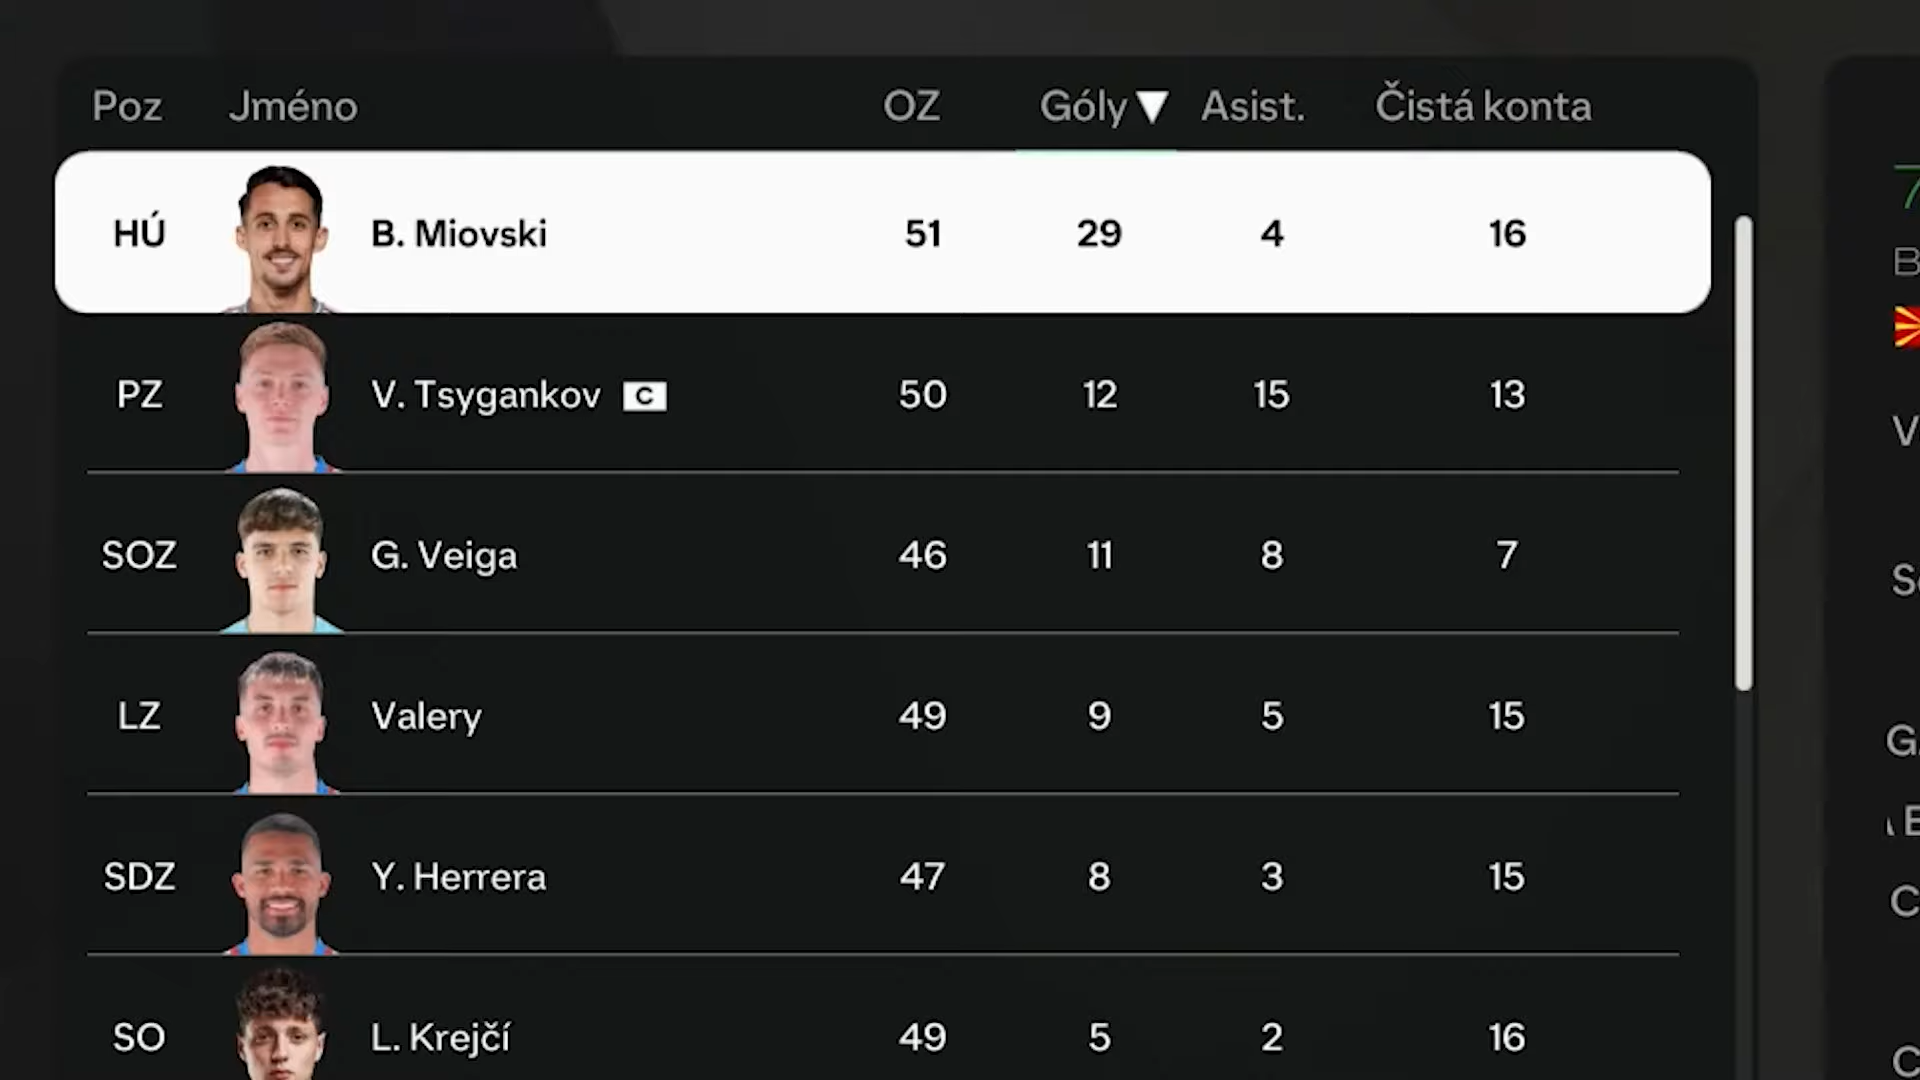 Poz Jméno OZ Góly ▼ Asist. Čistá konta
HÚ B. Miovski 51 29 4 16
PZ V. Tsygankov C 50 12 15 13
SOZ G. Veiga 46 11 8 7
LZ Valery 49 9 5 15
SDZ Y. Herrera 47 8 3 15
SO L. Krejčí 49 5 2 16